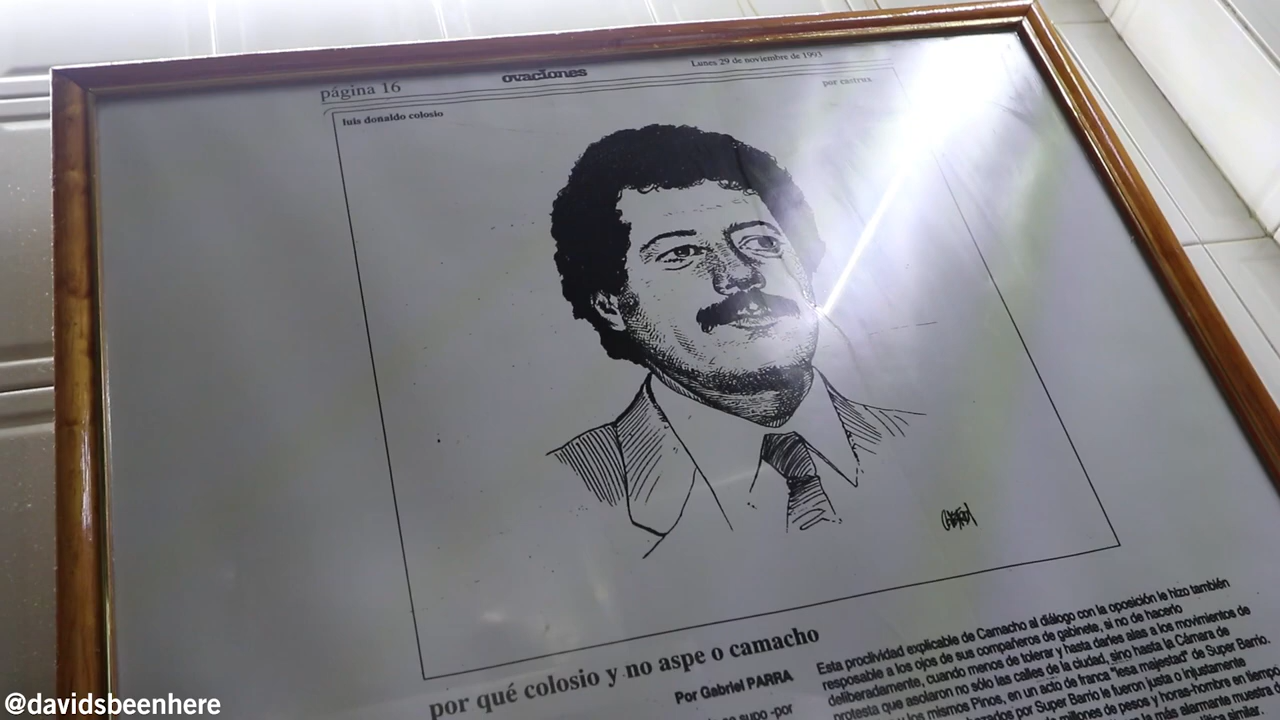 página 16
ovaciones
Lunes 29 de noviembre de 1993
luis donaldo colosio
por qué colosio y no aspe o camacho
Por Gabriel PARRA
supo -por
Esta proclividad explicable de Camacho al diálogo con la oposición le hizo también
resposable a los ojos de sus compañeros de gabinete, si no de hacerlo
deliberadamente, cuando menos de tolerar y hasta darles alas a los movimientos de
protesta que asolaron no sólo las calles de la ciudad, sino hasta la Cámara de
y los mismos Pinos, en un acto de franca "lesa majestad" de Super Barrio.
por Super Barrio le fueron justa o injustamente
millones de pesos y horas-hombre en tiempo
más alarmante muestra
similar.
@davidsbeenhere